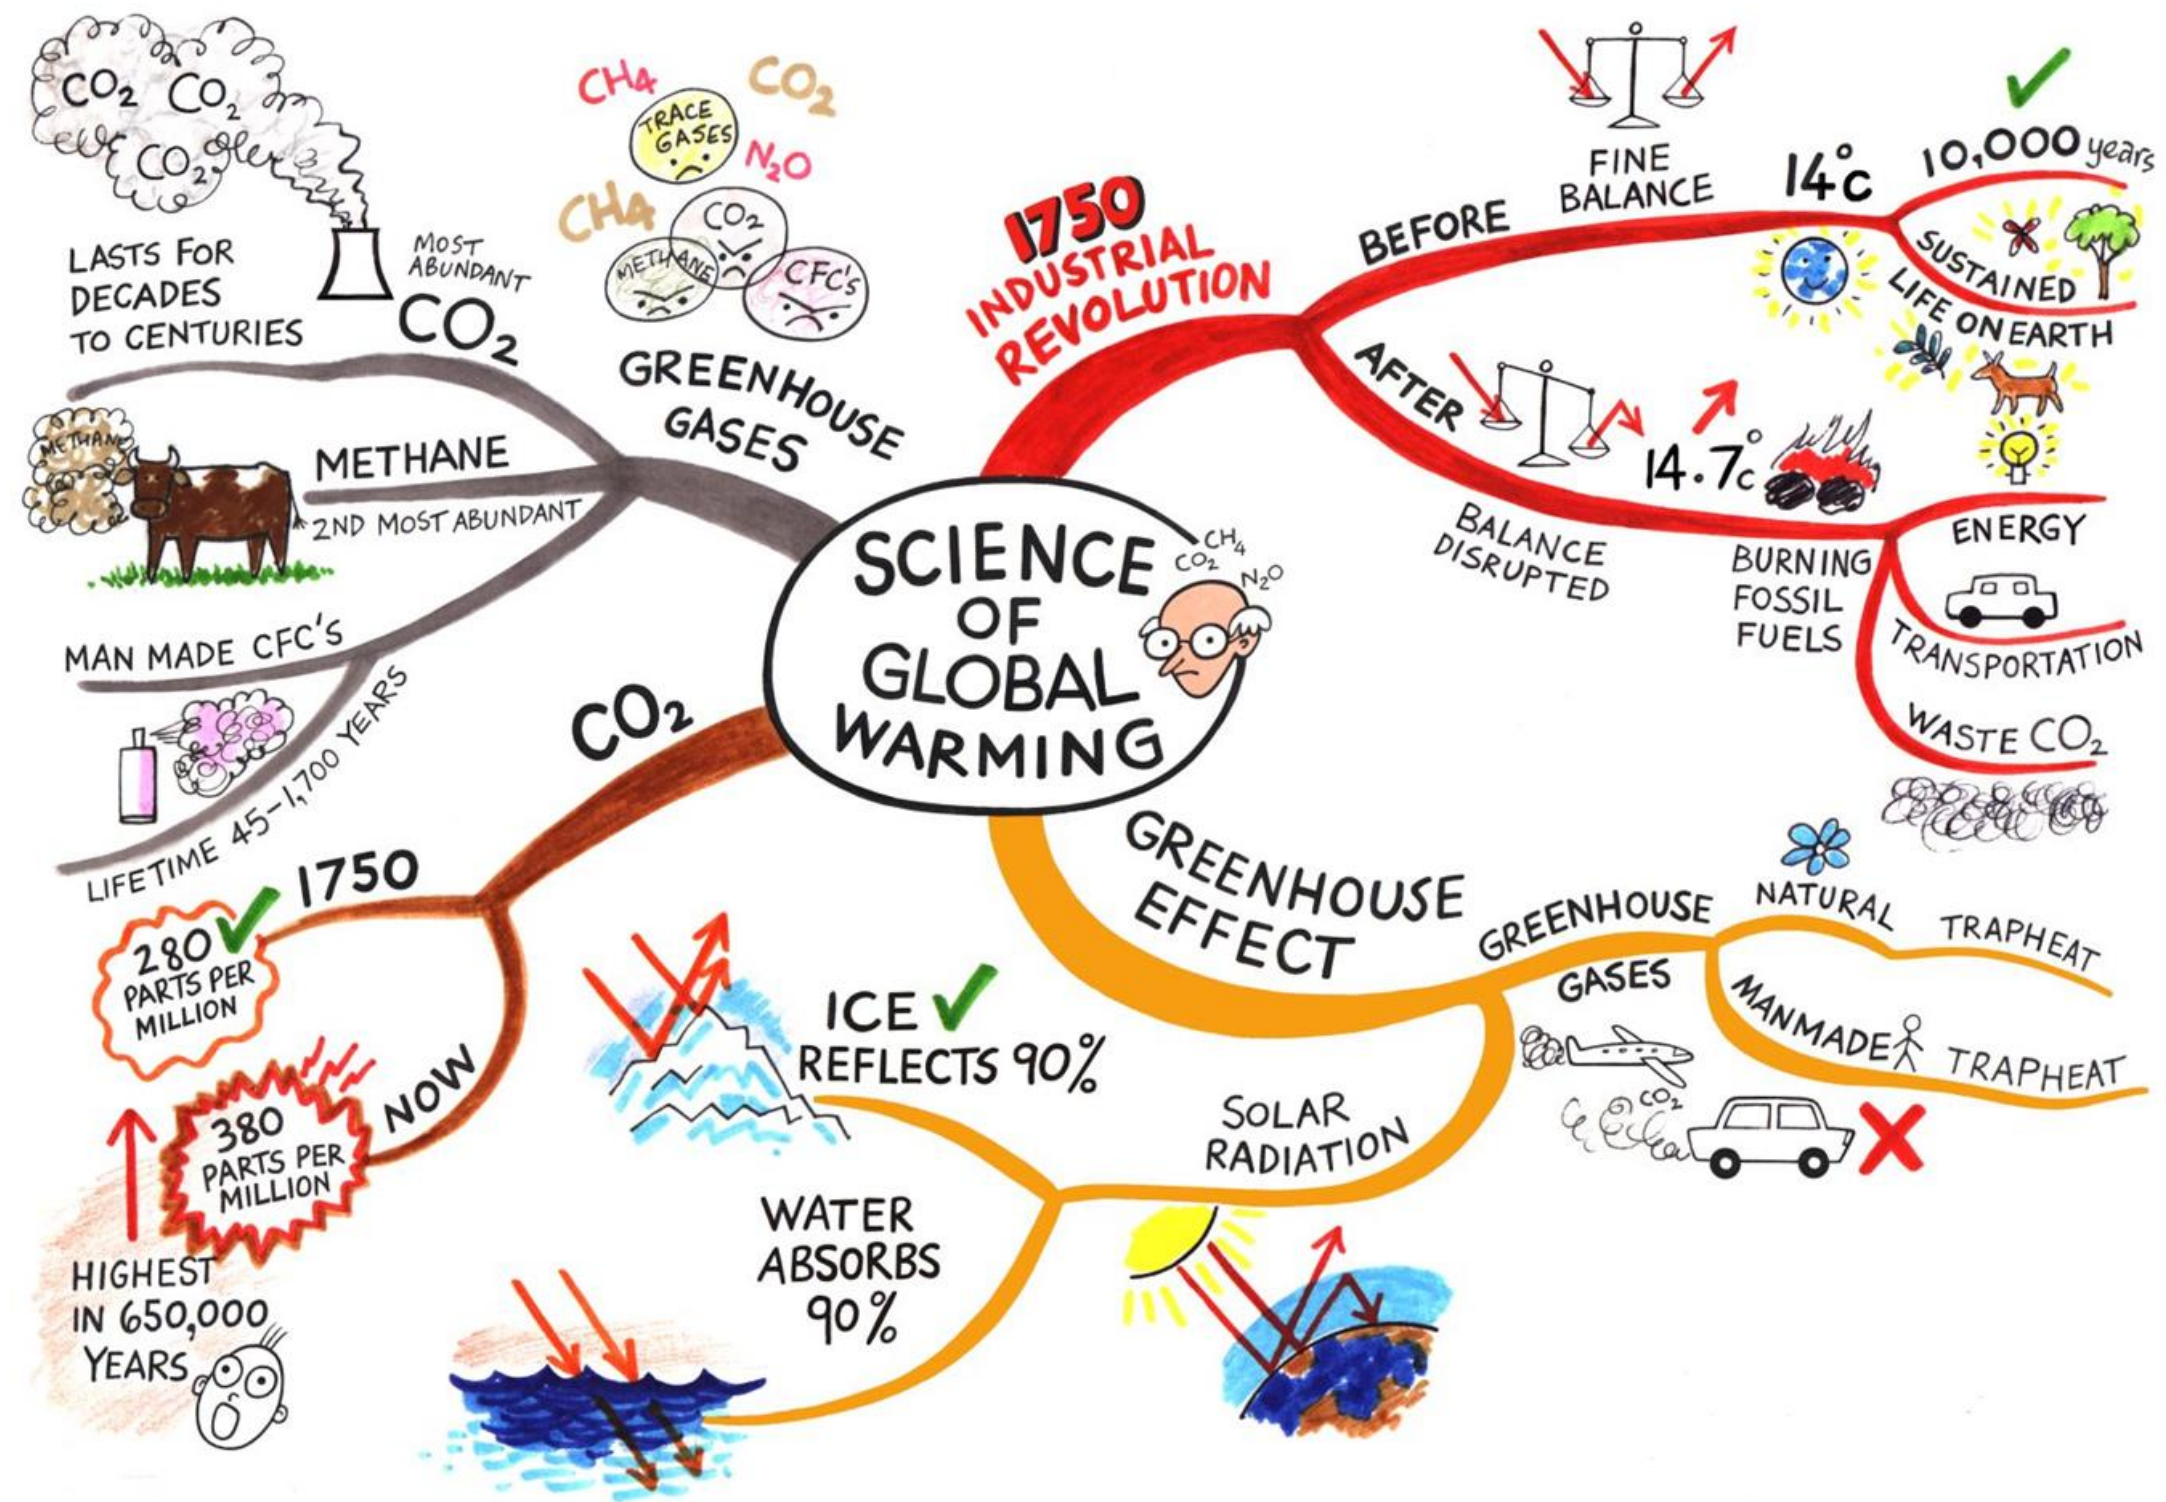 SCIENCE
OF
GLOBAL
WARMING
CO2
CH4
N2O
1750
INDUSTRIAL
REVOLUTION
BEFORE
FINE
BALANCE
14°c
10,000 years
SUSTAINED
LIFE ON EARTH
AFTER
BALANCE
DISRUPTED
14.7°c
BURNING
FOSSIL
FUELS
ENERGY
TRANSPORTATION
WASTE CO2
GREENHOUSE
EFFECT
GREENHOUSE
GASES
NATURAL
TRAP HEAT
MANMADE
TRAP HEAT
CO2
SOLAR
RADIATION
ICE
REFLECTS 90%
WATER
ABSORBS
90%
CO2
1750
280
PARTS PER
MILLION
NOW
380
PARTS PER
MILLION
HIGHEST
IN 650,000
YEARS
GREENHOUSE
GASES
CH4
CO2
TRACE
GASES
N2O
CH4
CO2
METHANE
CFC's
CO2 CO2
CO2
LASTS FOR
DECADES
TO CENTURIES
MOST
ABUNDANT
CO2
METHANE
METHANE
2ND MOST ABUNDANT
MAN MADE CFC'S
LIFETIME 45-1,700 YEARS